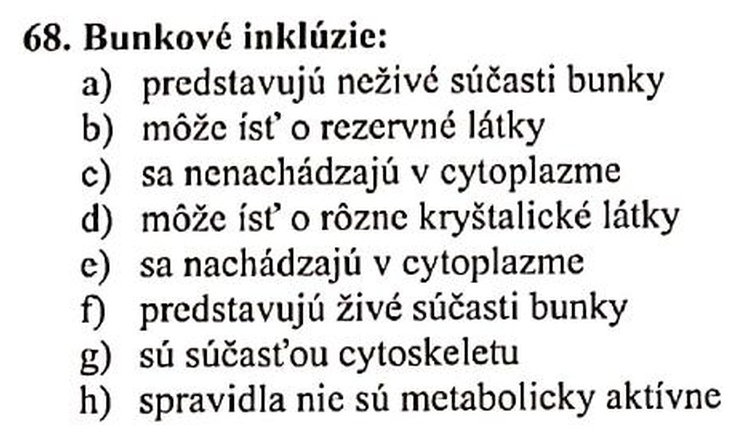 68. Bunkové inklúzie:
a) predstavujú neživé súčasti bunky
b) môže ísť o rezervné látky
c) sa nenachádzajú v cytoplazme
d) môže ísť o rôzne kryštalické látky
e) sa nachádzajú v cytoplazme
f) predstavujú živé súčasti bunky
g) sú súčasťou cytoskeletu
h) spravidla nie sú metabolicky aktívne